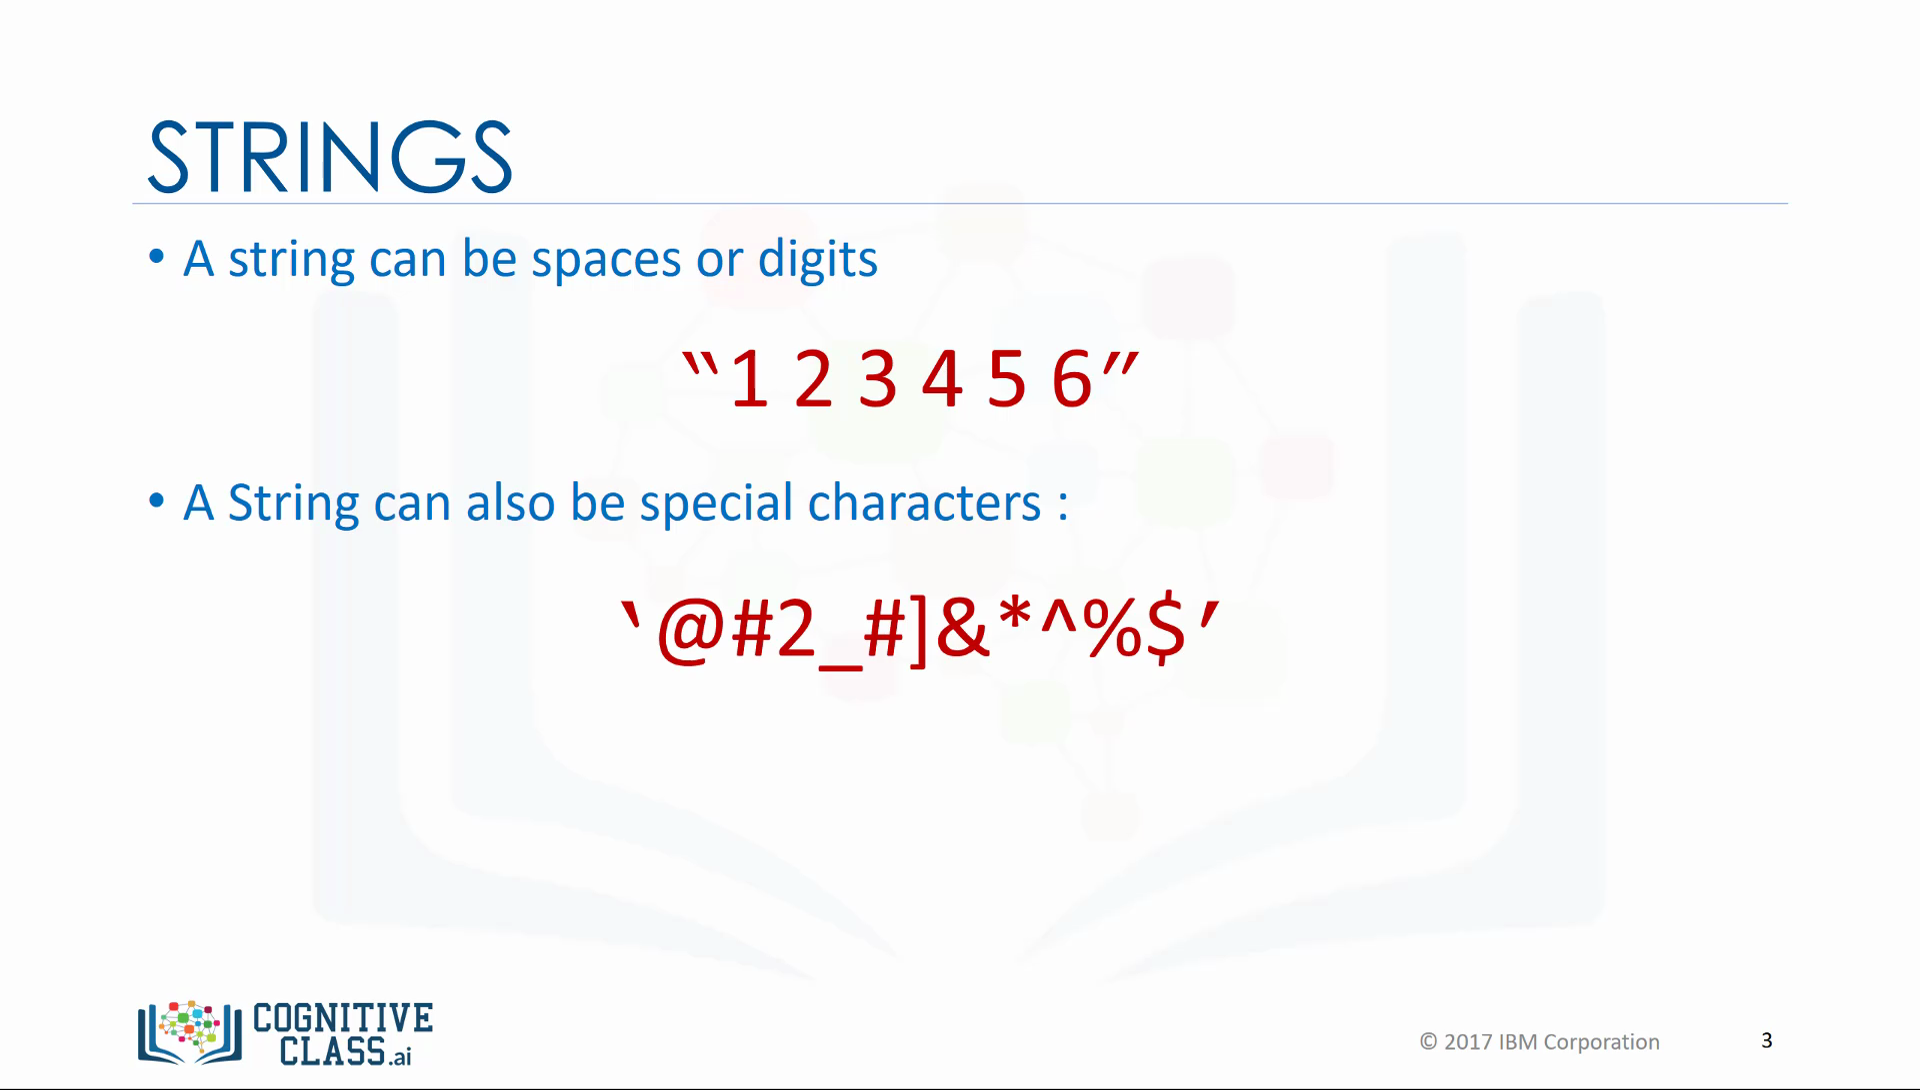 STRINGS
• A string can be spaces or digits
“1 2 3 4 5 6”
• A String can also be special characters :
‘@#2_#]&*^%$’
COGNITIVE
CLASS.ai
© 2017 IBM Corporation
3